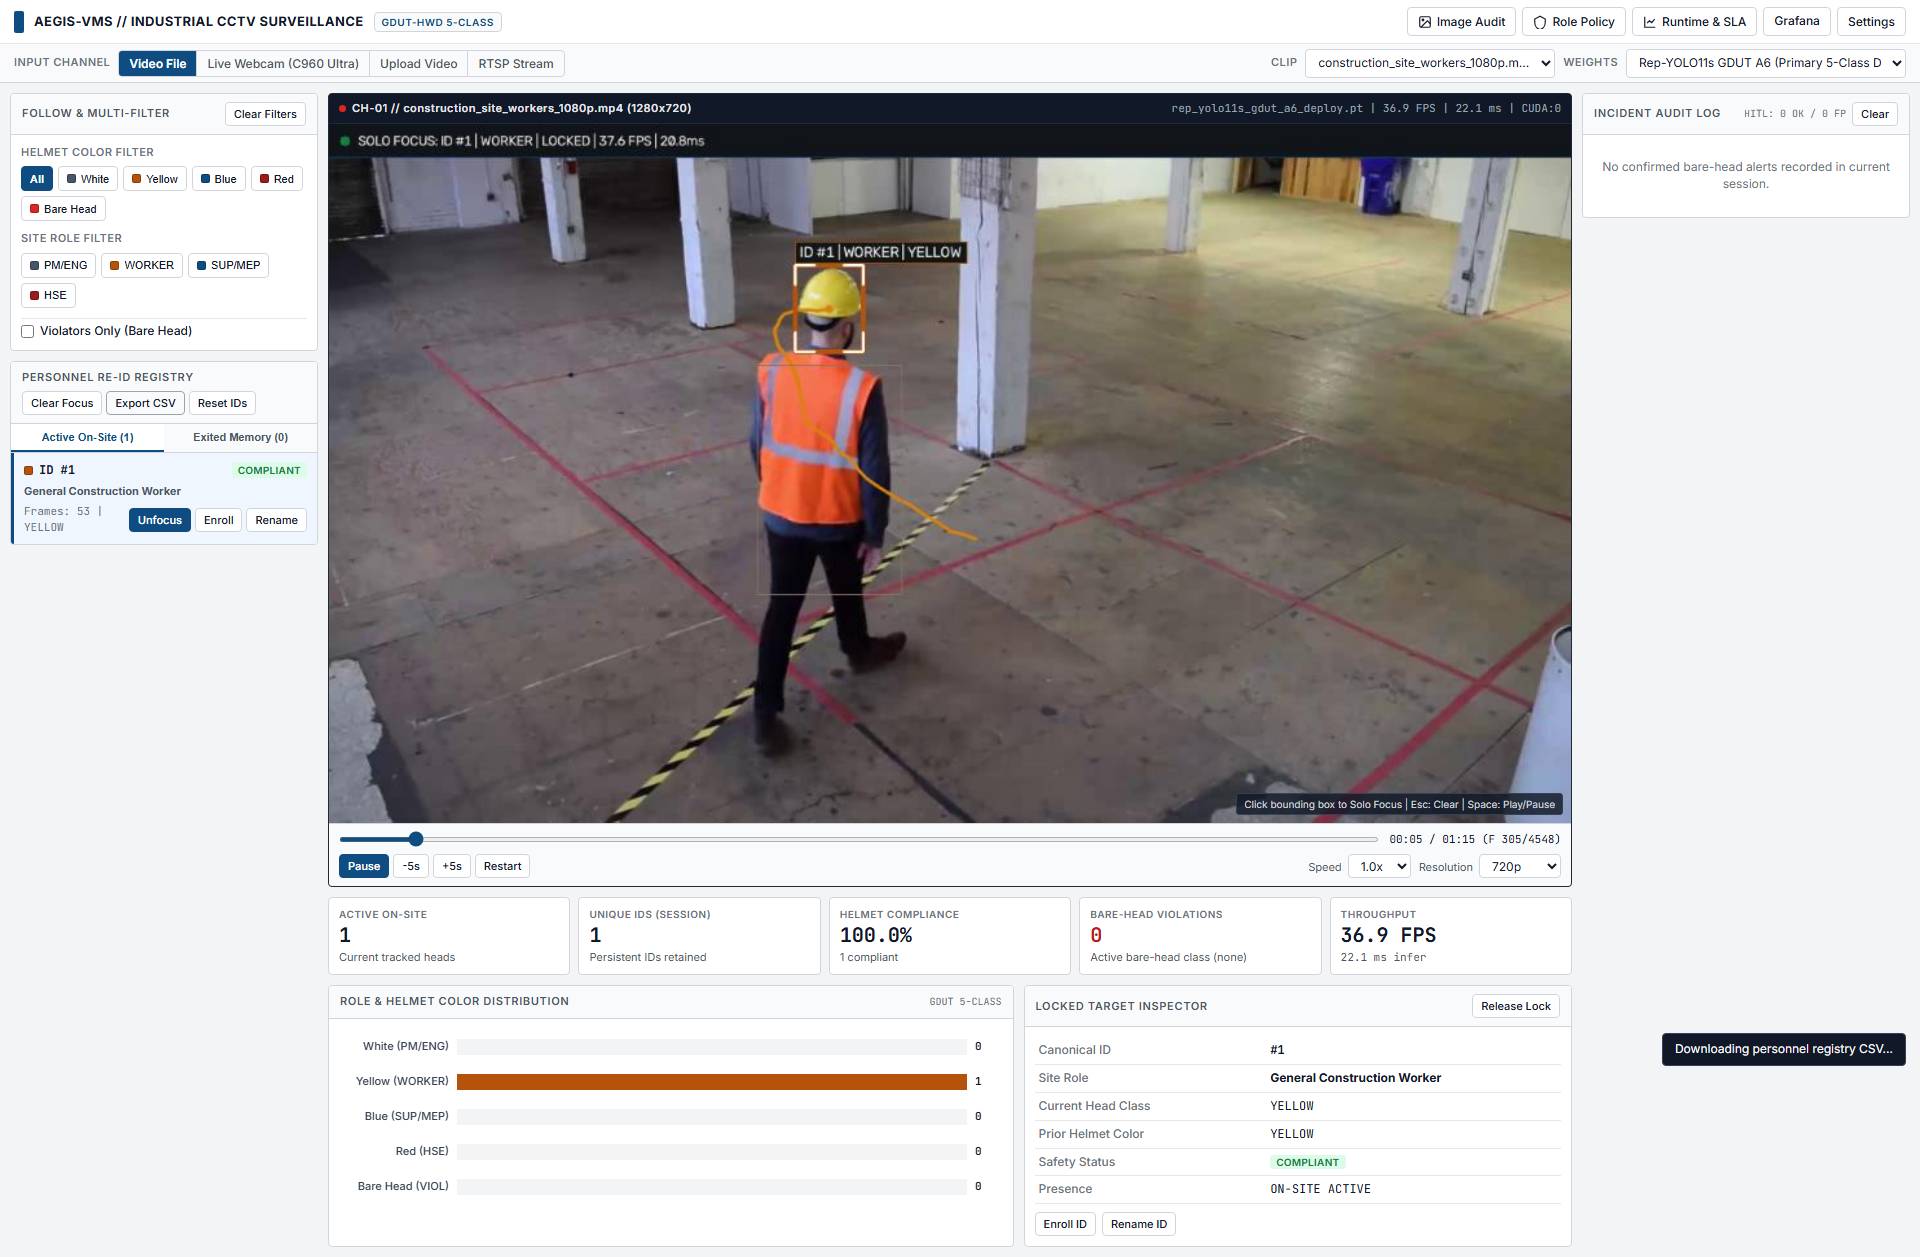 AEGIS-VMS // INDUSTRIAL CCTV SURVEILLANCE
GDUT-HWD 5-CLASS
Image Audit
Role Policy
Runtime & SLA
Grafana
Settings
INPUT CHANNEL
Video File
Live Webcam (C960 Ultra)
Upload Video
RTSP Stream
CLIP
construction_site_workers_1080p.m...
WEIGHTS
Rep-YOLO11s GDUT A6 (Primary 5-Class D
FOLLOW & MULTI-FILTER
Clear Filters
HELMET COLOR FILTER
All
White
Yellow
Blue
Red
Bare Head
SITE ROLE FILTER
PM/ENG
WORKER
SUP/MEP
HSE
Violators Only (Bare Head)
PERSONNEL RE-ID REGISTRY
Clear Focus
Export CSV
Reset IDs
Active On-Site (1)
Exited Memory (0)
ID #1
COMPLIANT
General Construction Worker
Frames: 53 |
YELLOW
Unfocus
Enroll
Rename
CH-01 // construction_site_workers_1080p.mp4 (1280x720)
rep_yolo11s_gdut_a6_deploy.pt | 36.9 FPS | 22.1 ms | CUDA:0
SOLO FOCUS: ID #1 | WORKER | LOCKED | 37.6 FPS | 20.8ms
ID #1 | WORKER | YELLOW
Click bounding box to Solo Focus | Esc: Clear | Space: Play/Pause
00:05 / 01:15 (F 305/4548)
Pause
-5s
+5s
Restart
Speed
1.0x
Resolution
720p
ACTIVE ON-SITE
1
Current tracked heads
UNIQUE IDS (SESSION)
1
Persistent IDs retained
HELMET COMPLIANCE
100.0%
1 compliant
BARE-HEAD VIOLATIONS
0
Active bare-head class (none)
THROUGHPUT
36.9 FPS
22.1 ms infer
ROLE & HELMET COLOR DISTRIBUTION
GDUT 5-CLASS
White (PM/ENG)
0
Yellow (WORKER)
1
Blue (SUP/MEP)
0
Red (HSE)
0
Bare Head (VIOL)
0
LOCKED TARGET INSPECTOR
Release Lock
Canonical ID
#1
Site Role
General Construction Worker
Current Head Class
YELLOW
Prior Helmet Color
YELLOW
Safety Status
COMPLIANT
Presence
ON-SITE ACTIVE
Enroll ID
Rename ID
INCIDENT AUDIT LOG
HITL: 0 OK / 0 FP
Clear
No confirmed bare-head alerts recorded in current
session.
Downloading personnel registry CSV...